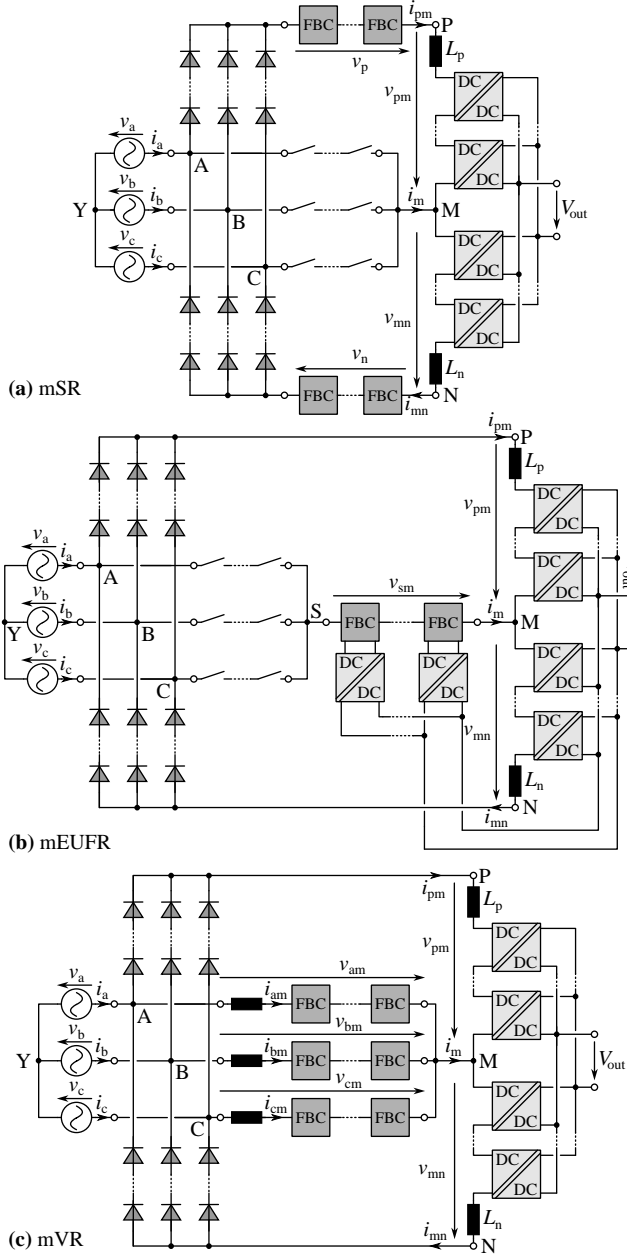 i_pm P
FBC FBC
L_p
v_p
v_pm
DC DC
v_a i_a
A
DC DC
v_b i_b
Y B
i_m M
V_out
v_c i_c
C
DC DC
v_mn
DC DC
v_n
L_n
FBC FBC
i_mn N
(a) mSR
i_pm P
L_p
v_pm
DC DC
v_a i_a
A
DC DC
v_sm
v_b i_b
Y B
S FBC FBC i_m M
v_c i_c
C
DC DC DC DC
DC DC
v_mn
DC DC
L_n
i_mn N
(b) mEUFR
i_pm P
L_p
v_pm
DC DC
v_a i_a
A
v_am
i_am FBC FBC
DC DC
v_b i_b
Y B
v_bm
i_bm FBC FBC i_m M
V_out
v_c i_c
C
v_cm
i_cm FBC FBC
DC DC
v_mn
DC DC
L_n
i_mn N
(c) mVR